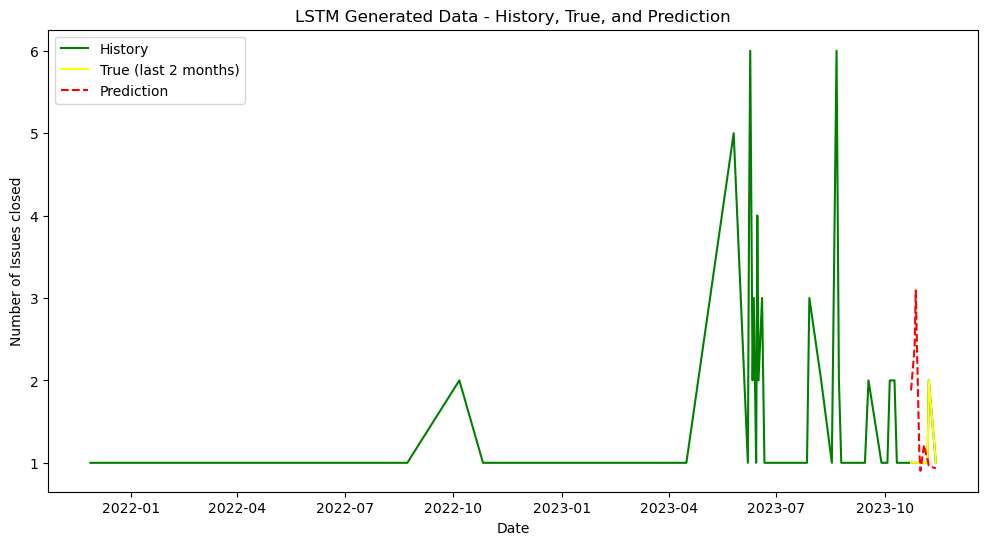 LSTM Generated Data - History, True, and Prediction
History
True (last 2 months)
Prediction
Number of Issues closed
6
5
4
3
2
1
2022-01 2022-04 2022-07 2022-10 2023-01 2023-04 2023-07 2023-10
Date